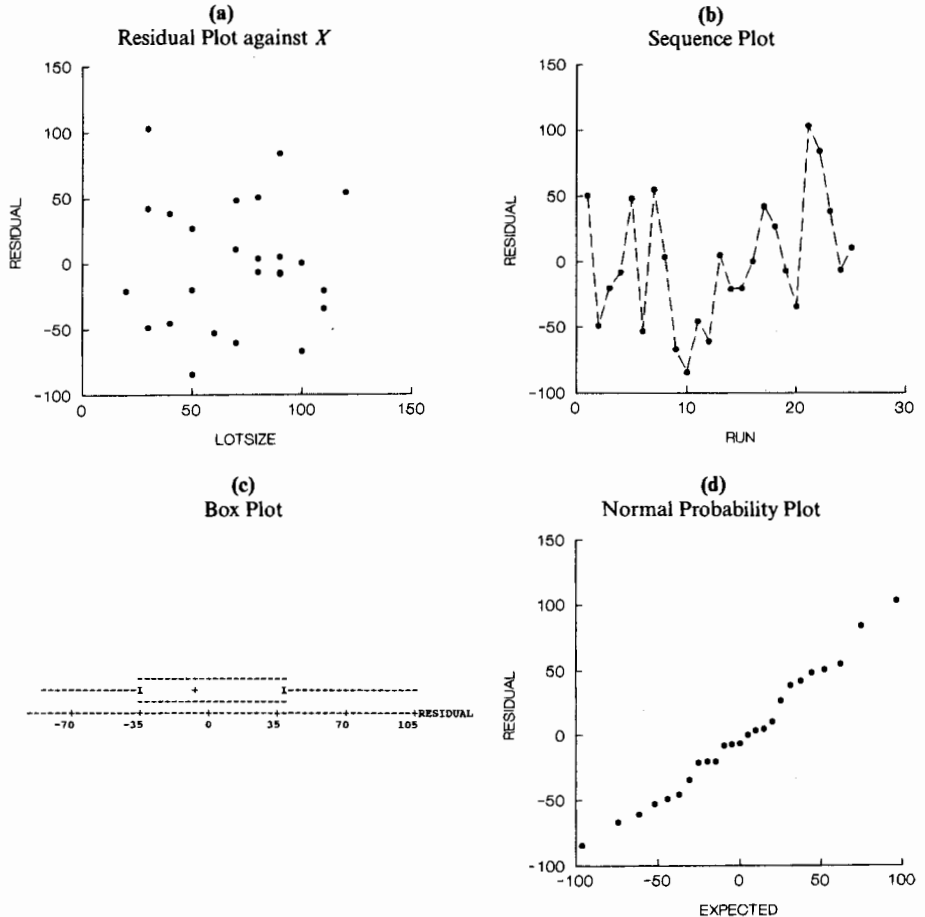 (a)
Residual Plot against X
150
100
50
0
-50
-100
RESIDUAL
0 50 100 150
LOTSIZE
(b)
Sequence Plot
150
100
50
0
-50
-100
RESIDUAL
0 10 20 30
RUN
(c)
Box Plot
I + I
RESIDUAL
-70 -35 0 35 70 105
(d)
Normal Probability Plot
150
100
50
0
-50
-100
RESIDUAL
-100 -50 0 50 100
EXPECTED